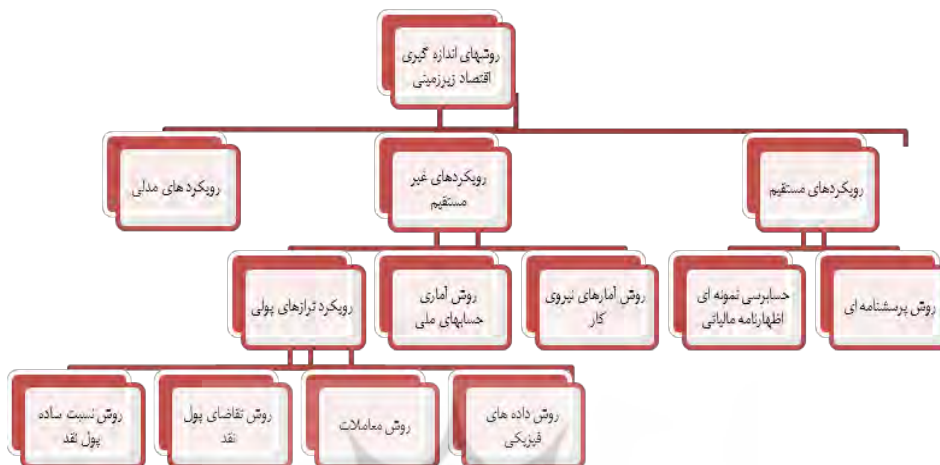 روشهای اندازه گیری
اقتصاد زیرزمینی
رویکردهای مستقیم
رویکردهای غیر
مستقیم
رویکرد های مدلی
روش پرسشنامه ای
حسابرسی نمونه ای
اظهارنامه مالیاتی
روش آمارهای نیروی
کار
روش آماری
حسابهای ملی
رویکرد ترازهای پولی
روش داده های
فیزیکی
روش معاملات
روش تقاضای پول
نقد
روش نسبت ساده
پول نقد